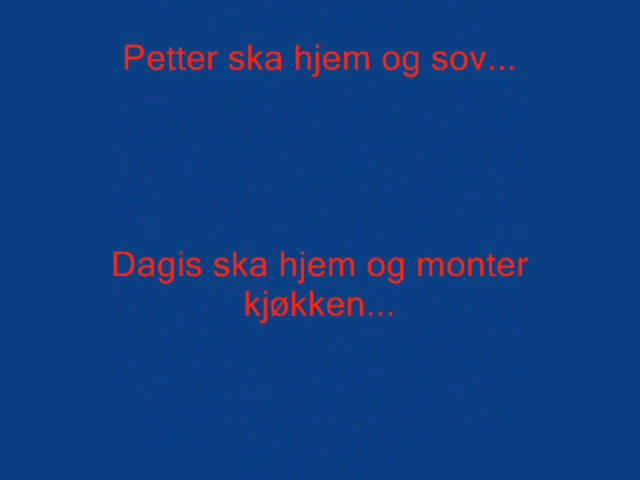 Petter ska hjem og sov...
Dagis ska hjem og monter
kjøkken...